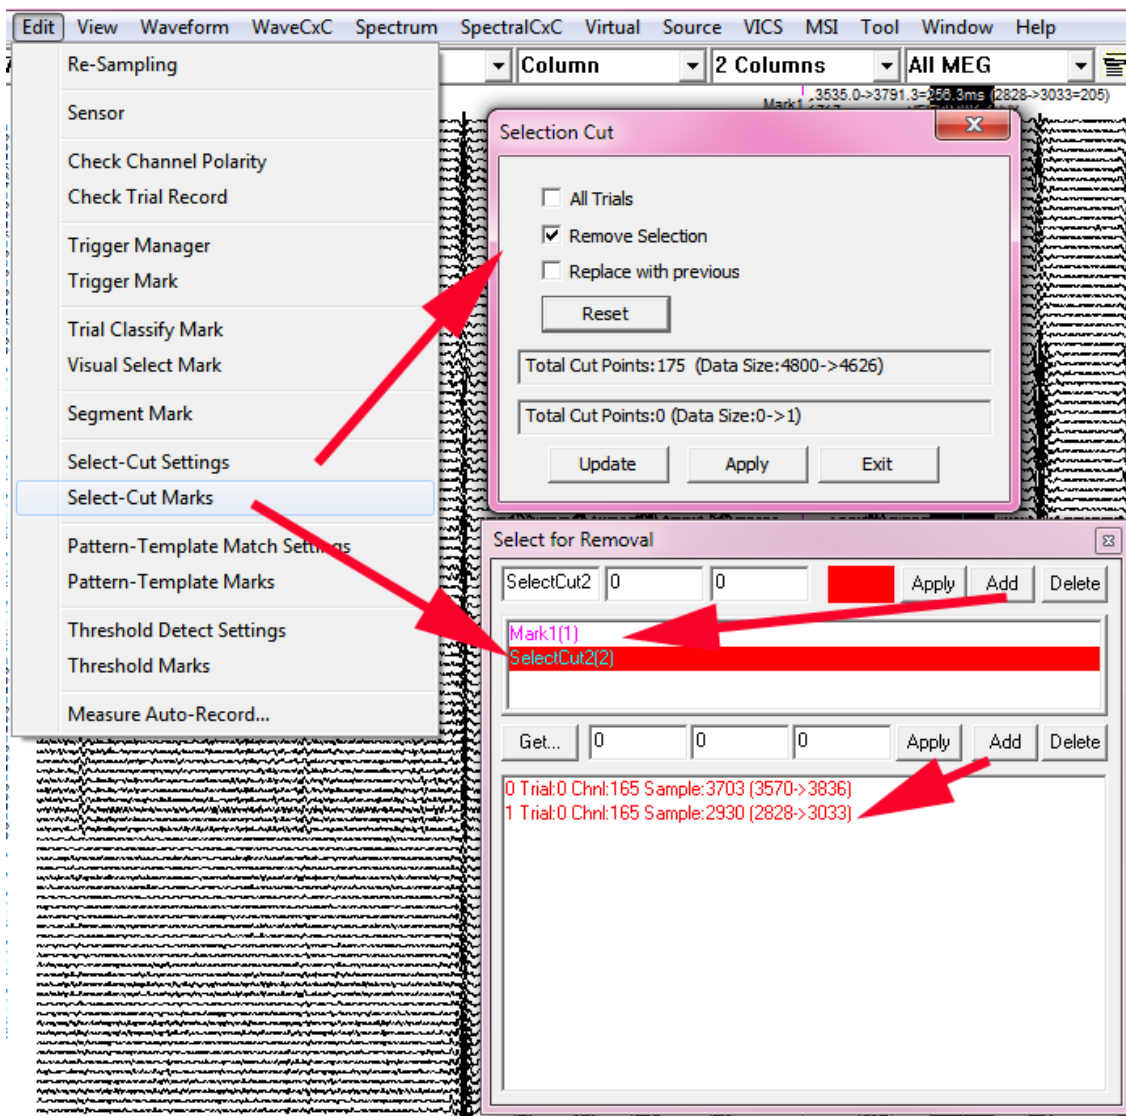 Edit View Waveform WaveCxC Spectrum SpectralCxC Virtual Source VICS MSI Tool Window Help
Column 2 Columns All MEG
3535.0->3791.3=256.3ms (2828->3033=205)
Mark1
Re-Sampling
Sensor
Check Channel Polarity
Check Trial Record
Trigger Manager
Trigger Mark
Trial Classify Mark
Visual Select Mark
Segment Mark
Select-Cut Settings
Select-Cut Marks
Pattern-Template Match Settings
Pattern-Template Marks
Threshold Detect Settings
Threshold Marks
Measure Auto-Record...
Selection Cut
All Trials
Remove Selection
Replace with previous
Reset
Total Cut Points:175 (Data Size:4800->4626)
Total Cut Points:0 (Data Size:0->1)
Update Apply Exit
Select for Removal
SelectCut2 0 0 Apply Add Delete
Mark1(1)
SelectCut2(2)
Get... 0 0 0 Apply Add Delete
0 Trial:0 Chnl:165 Sample:3703 (3570->3836)
1 Trial:0 Chnl:165 Sample:2930 (2828->3033)